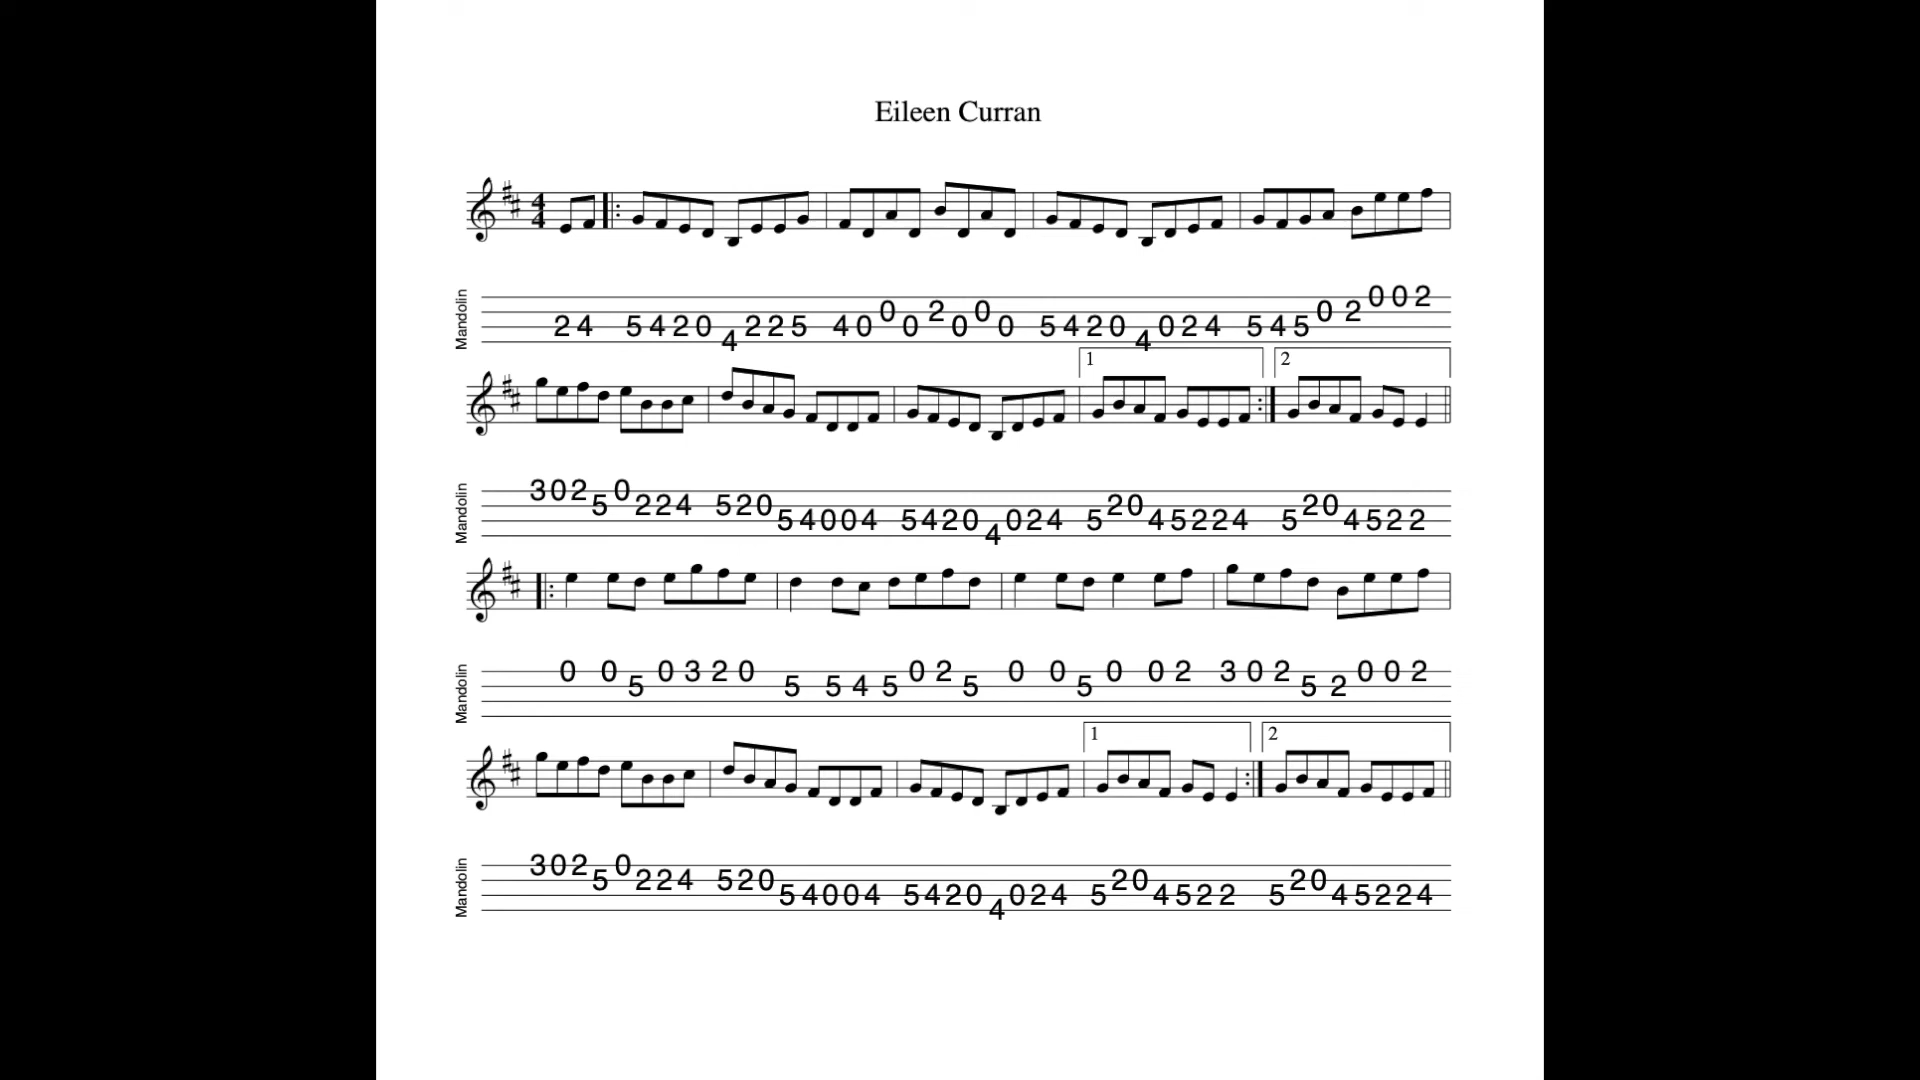 Eileen Curran
4
4
Mandolin
2 4 5 4 2 0 4 2 2 5 4 0 0 0 2 0 0 0 5 4 2 0 4 0 2 4 5 4 5 0 2 0 0 2
1 2
Mandolin
3 0 2 5 0 2 2 4 5 2 0 5 4 0 0 4 5 4 2 0 4 0 2 4 5 2 0 4 5 2 2 4 5 2 0 4 5 2 2
Mandolin
0 0 5 0 3 2 0 5 5 4 5 0 2 5 0 0 5 0 0 2 3 0 2 5 2 0 0 2
1 2
Mandolin
3 0 2 5 0 2 2 4 5 2 0 5 4 0 0 4 5 4 2 0 4 0 2 4 5 2 0 4 5 2 2 5 2 0 4 5 2 2 4